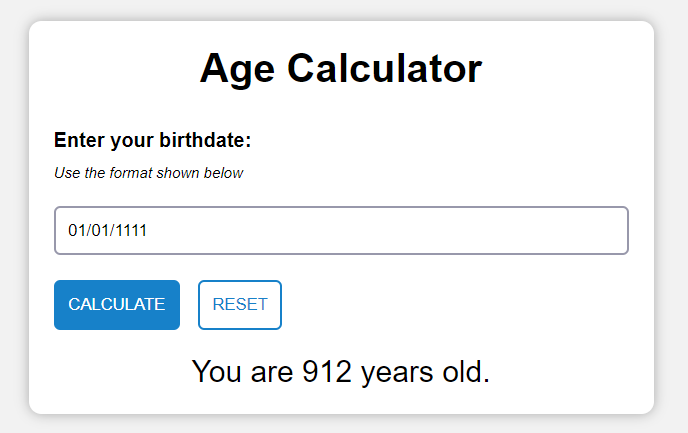 Age Calculator
Enter your birthdate:
Use the format shown below
01/01/1111
CALCULATE RESET
You are 912 years old.